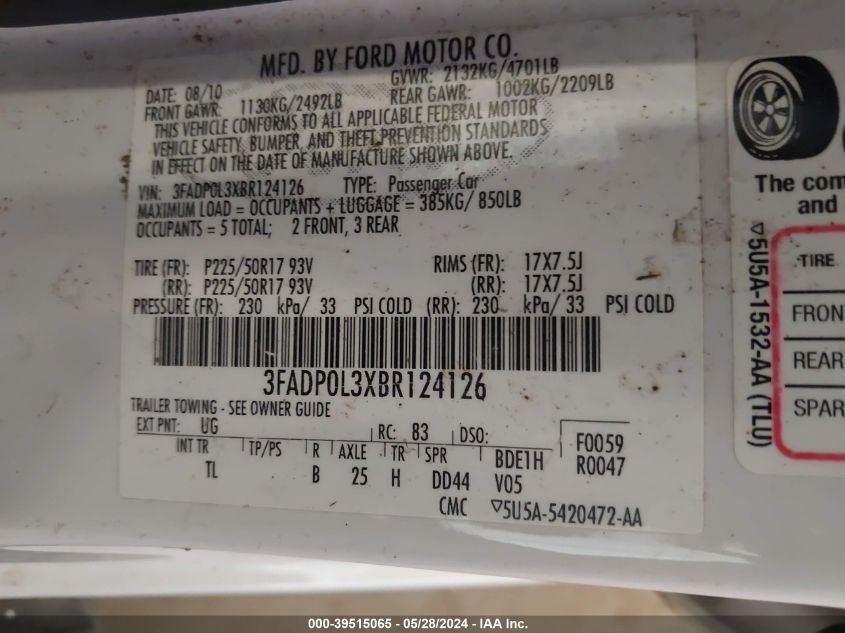 MFD. BY FORD MOTOR CO.
DATE: 08/10 GVWR: 2132KG/4701LB
FRONT GAWR: 1130KG/2492LB REAR GAWR: 1002KG/2209LB
THIS VEHICLE CONFORMS TO ALL APPLICABLE FEDERAL MOTOR
VEHICLE SAFETY, BUMPER, AND THEFT PREVENTION STANDARDS
IN EFFECT ON THE DATE OF MANUFACTURE SHOWN ABOVE.
VIN: 3FADP0L3XBR124126 TYPE: Passenger Car
MAXIMUM LOAD = OCCUPANTS + LUGGAGE = 385KG/ 850LB
OCCUPANTS = 5 TOTAL; 2 FRONT, 3 REAR
TIRE (FR): P225/50R17 93V RIMS (FR): 17X7.5J
(RR): P225/50R17 93V (RR): 17X7.5J
PRESSURE (FR): 230 kPa/ 33 PSI COLD (RR): 230 kPa/ 33 PSI COLD
3FADP0L3XBR124126
TRAILER TOWING - SEE OWNER GUIDE
EXT PNT: UG RC: 83 DSO: F0059
INT TR TP/PS R AXLE TR SPR BDE1H R0047
TL B 25 H DD44 V05
CMC ▽5U5A-5420472-AA
▽5U5A-1532-AA (TLU)
The com
and
TIRE
FRON
REAR
SPAR
000-39515065 - 05/28/2024 - IAA Inc.